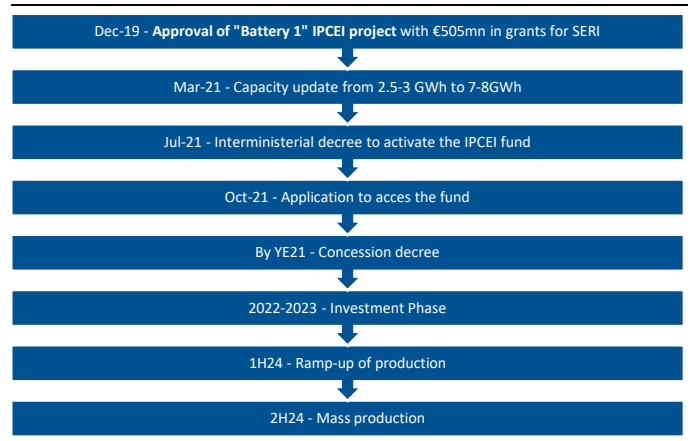 Dec-19 - Approval of "Battery 1" IPCEI project with €505mn in grants for SERI
Mar-21 - Capacity update from 2.5-3 GWh to 7-8GWh
Jul-21 - Interministerial decree to activate the IPCEI fund
Oct-21 - Application to acces the fund
By YE21 - Concession decree
2022-2023 - Investment Phase
1H24 - Ramp-up of production
2H24 - Mass production